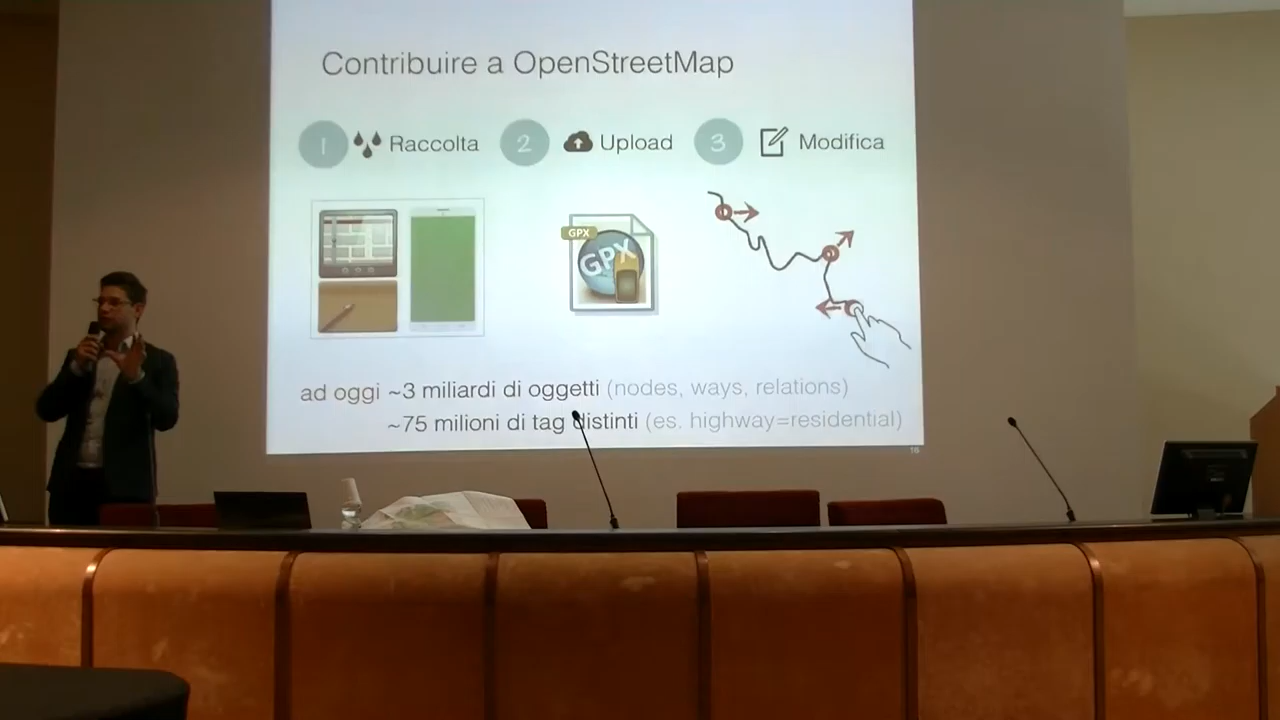 Contribuire a OpenStreetMap
1 Raccolta 2 Upload 3 Modifica
GPX
GPX
ad oggi ~3 miliardi di oggetti (nodes, ways, relations)
~75 milioni di tag distinti (es. highway=residential)
16